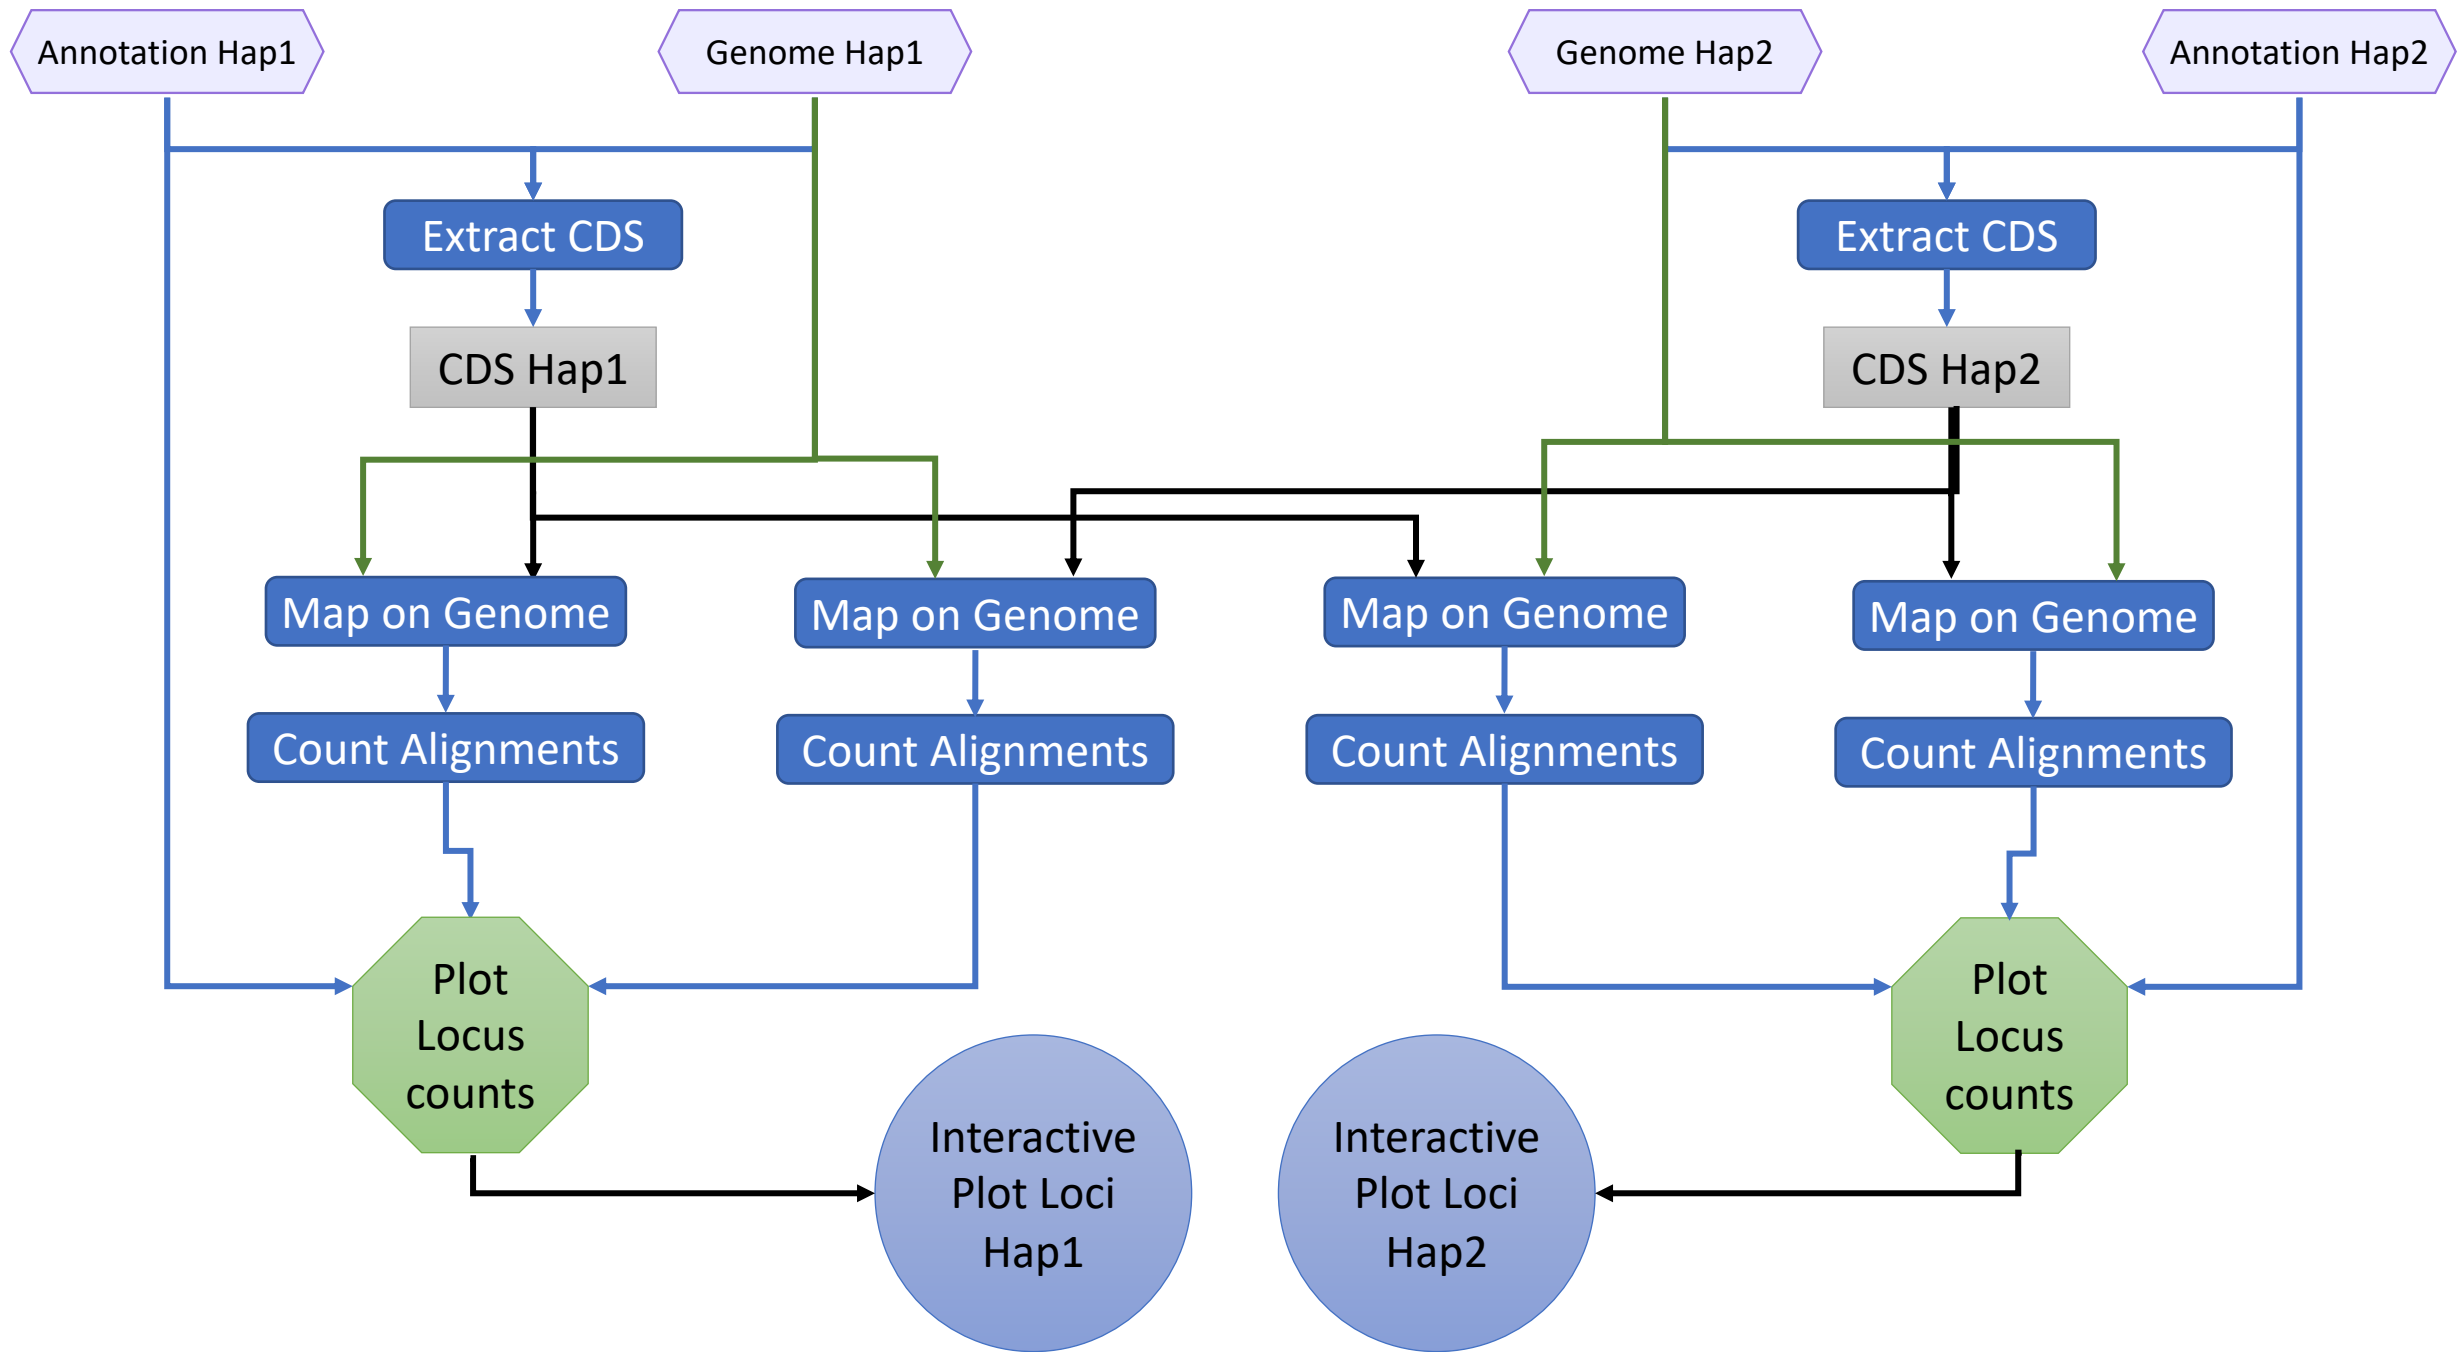 Annotation Hap1
Genome Hap1
Genome Hap2
Annotation Hap2
Extract CDS
Extract CDS
CDS Hap1
CDS Hap2
Map on Genome
Map on Genome
Map on Genome
Map on Genome
Count Alignments
Count Alignments
Count Alignments
Count Alignments
Plot
Locus
counts
Plot
Locus
counts
Interactive
Plot Loci
Hap1
Interactive
Plot Loci
Hap2